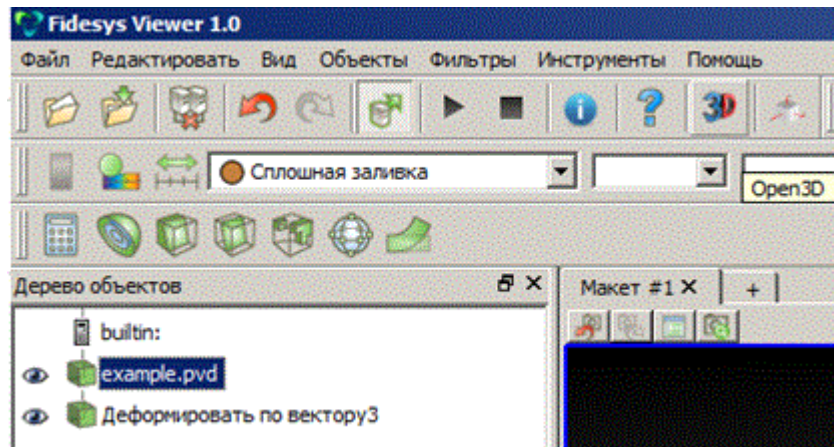 Fidesys Viewer 1.0
Файл Редактировать Вид Объекты Фильтры Инструменты Помощь
3D
Сплошная заливка
Open3D
Дерево объектов
Макет #1
builtin:
example.pvd
Деформировать по вектору3